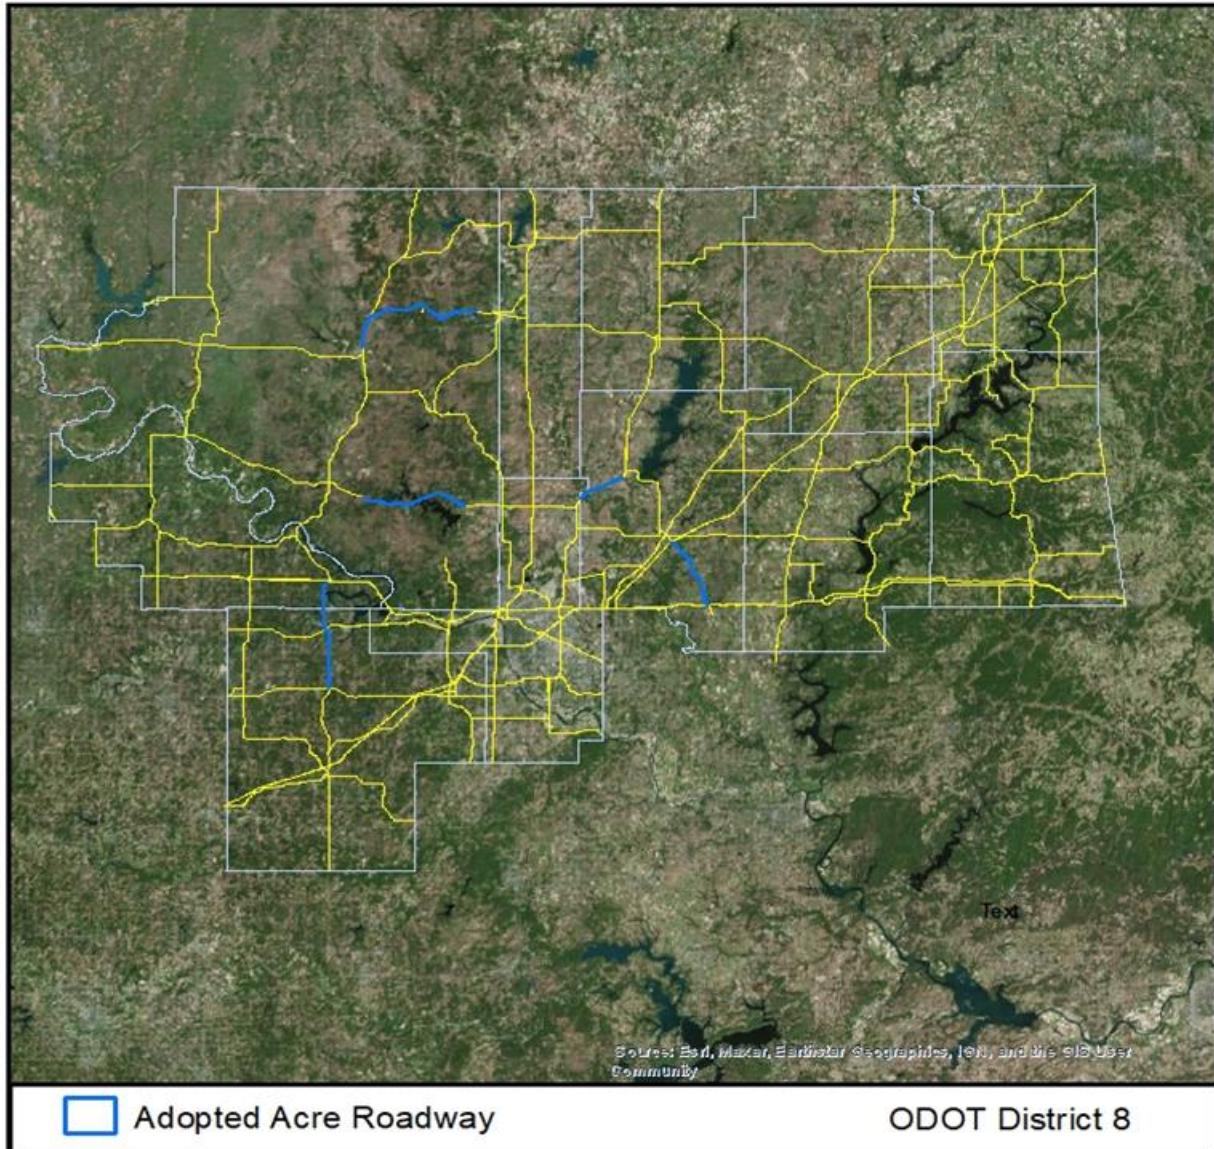 Text
Source: Esri, Maxar, Earthstar Geographics, IGN, and the GIS User
Community
Adopted Acre Roadway
ODOT District 8